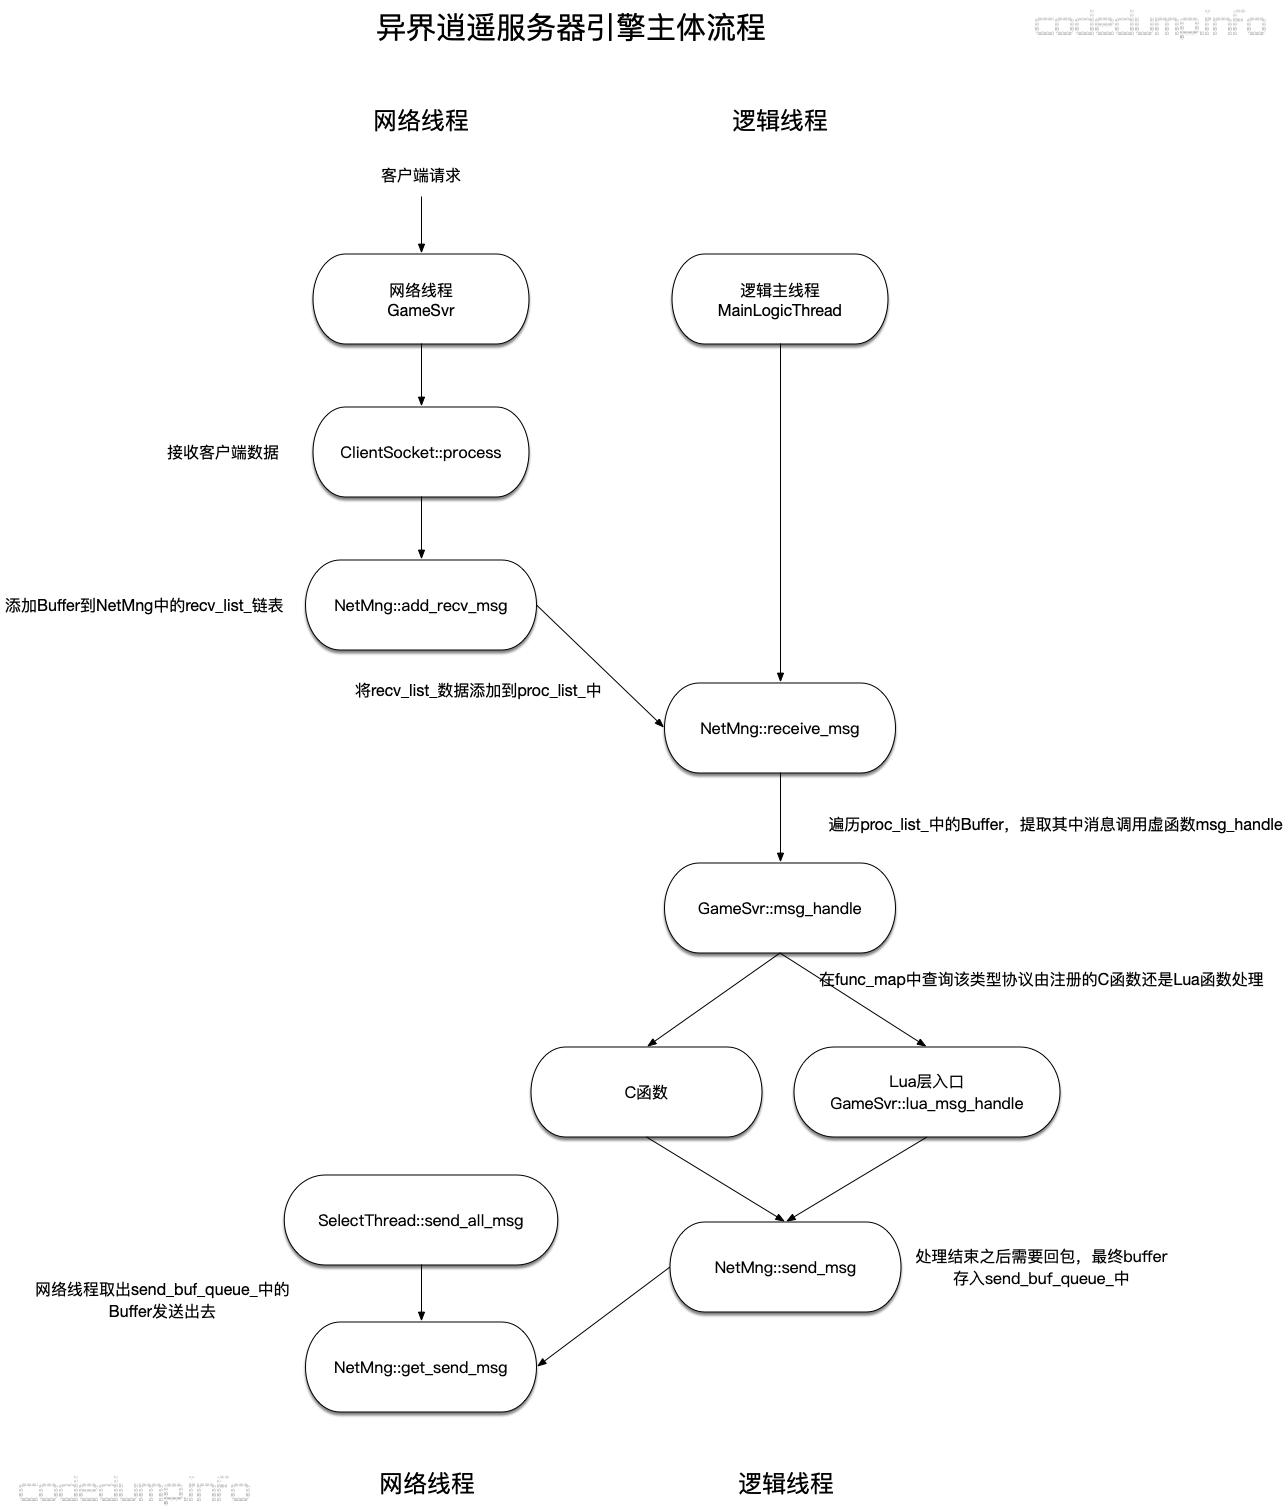 异界逍遥服务器引擎主体流程
codedump.info
网络线程
逻辑线程
客户端请求
网络线程
GameSvr
逻辑主线程
MainLogicThread
接收客户端数据
ClientSocket::process
添加Buffer到NetMng中的recv_list_链表
NetMng::add_recv_msg
将recv_list_数据添加到proc_list_中
NetMng::receive_msg
遍历proc_list_中的Buffer，提取其中消息调用虚函数msg_handle
GameSvr::msg_handle
在func_map中查询该类型协议由注册的C函数还是Lua函数处理
C函数
Lua层入口
GameSvr::lua_msg_handle
SelectThread::send_all_msg
NetMng::send_msg
处理结束之后需要回包，最终buffer
存入send_buf_queue_中
网络线程取出send_buf_queue_中的
Buffer发送出去
NetMng::get_send_msg
网络线程
逻辑线程
codedump.info